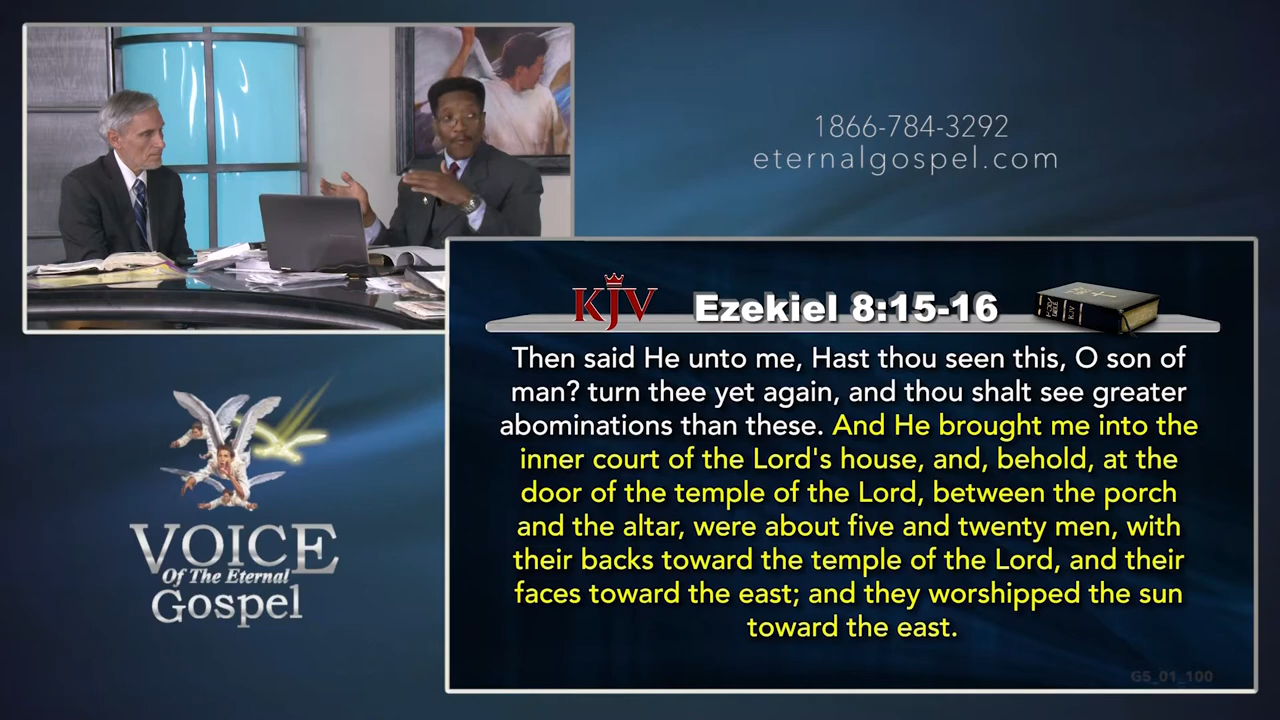 1866-784-3292
eternalgospel.com
KJV
Ezekiel 8:15-16
HOLY
BIBLE
KJV
Then said He unto me, Hast thou seen this, O son of
man? turn thee yet again, and thou shalt see greater
abominations than these. And He brought me into the
inner court of the Lord's house, and, behold, at the
door of the temple of the Lord, between the porch
and the altar, were about five and twenty men, with
their backs toward the temple of the Lord, and their
faces toward the east; and they worshipped the sun
toward the east.
VOICE
Of The Eternal
Gospel
G5_01_100